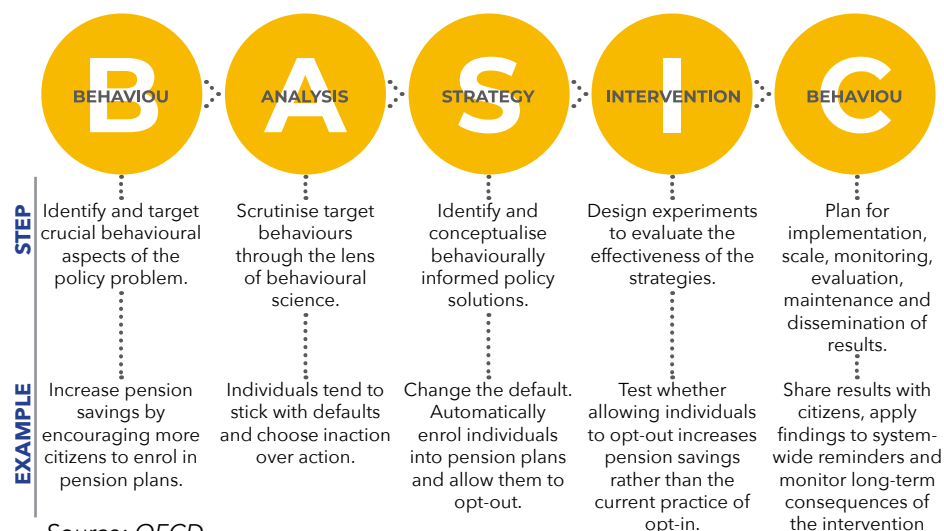 B
BEHAVIOU
A
ANALYSIS
S
STRATEGY
I
INTERVENTION
C
BEHAVIOU
STEP
Identify and target
crucial behavioural
aspects of the
policy problem.
Scrutinise target
behaviours
through the lens
of behavioural
science.
Identify and
conceptualise
behaviourally
informed policy
solutions.
Design experiments
to evaluate the
effectiveness of the
strategies.
Plan for
implementation,
scale, monitoring,
evaluation,
maintenance and
dissemination of
results.
EXAMPLE
Increase pension
savings by
encouraging more
citizens to enrol in
pension plans.
Individuals tend to
stick with defaults
and choose inaction
over action.
Change the default.
Automatically
enrol individuals
into pension plans
and allow them to
opt-out.
Test whether
allowing individuals
to opt-out increases
pension savings
rather than the
current practice of
opt-in.
Share results with
citizens, apply
findings to system-
wide reminders and
monitor long-term
consequences of
the intervention
Source: OECD